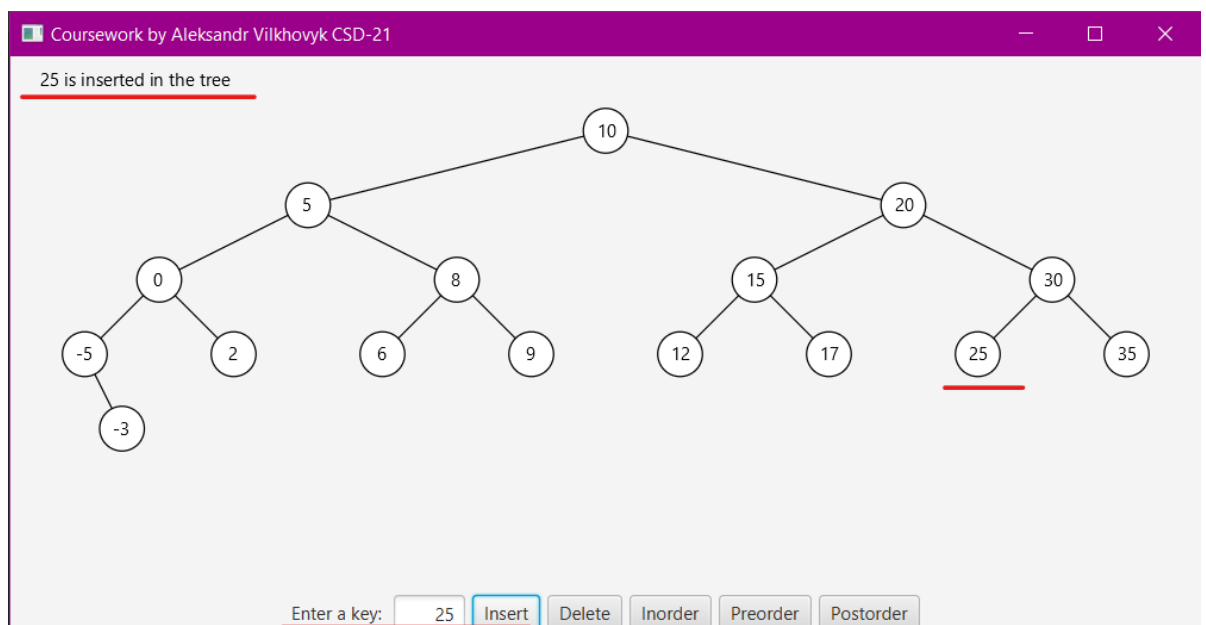 Coursework by Aleksandr Vilkhovyk CSD-21
25 is inserted in the tree
10
5 20
0 8 15 30
-5 2 6 9 12 17 25 35
-3
Enter a key: 25 Insert Delete Inorder Preorder Postorder